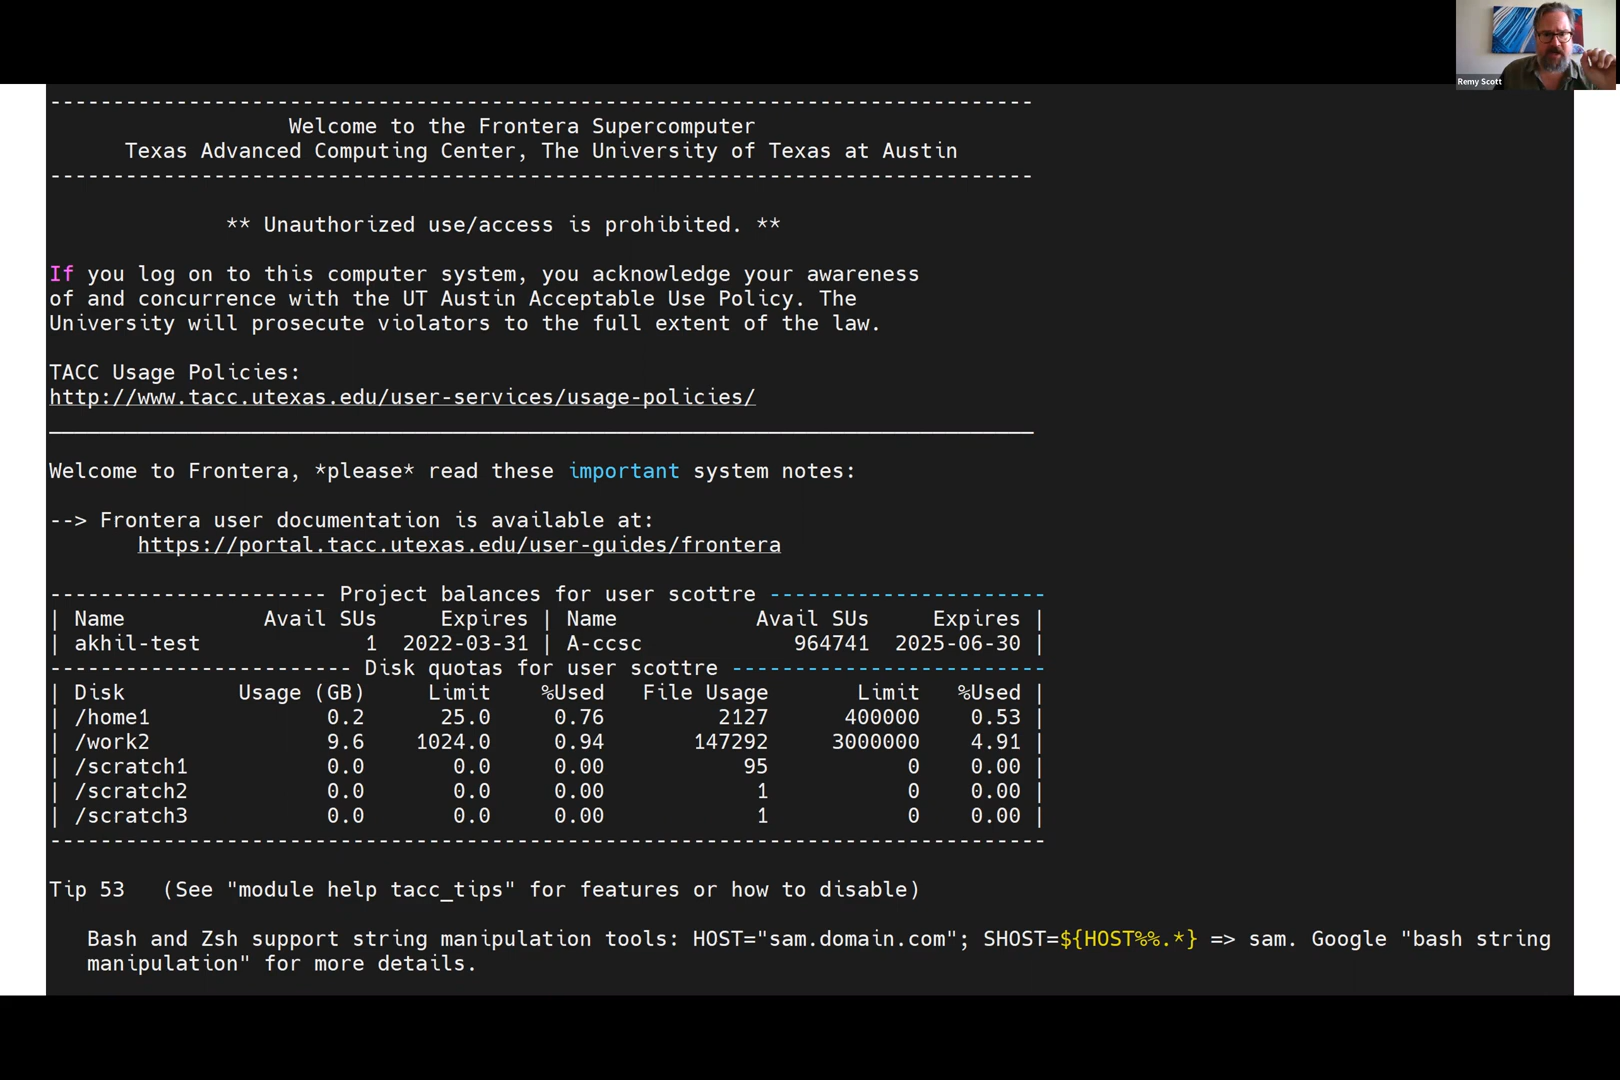 Remy Scott
-------------------------------------------------------------------------------
Welcome to the Frontera Supercomputer
Texas Advanced Computing Center, The University of Texas at Austin
-------------------------------------------------------------------------------
** Unauthorized use/access is prohibited. **
If you log on to this computer system, you acknowledge your awareness
of and concurrence with the UT Austin Acceptable Use Policy. The
University will prosecute violators to the full extent of the law.
TACC Usage Policies:
http://www.tacc.utexas.edu/user-services/usage-policies/
______________________________________________________________________________
Welcome to Frontera, *please* read these important system notes:
--> Frontera user documentation is available at:
https://portal.tacc.utexas.edu/user-guides/frontera
---------------------- Project balances for user scottre ----------------------
| Name           Avail SUs     Expires | Name           Avail SUs     Expires |
| akhil-test             1  2022-03-31 | A-ccsc            964741  2025-06-30 |
------------------------ Disk quotas for user scottre -------------------------
| Disk         Usage (GB)     Limit    %Used   File Usage       Limit   %Used |
| /home1              0.2      25.0     0.76         2127      400000    0.53 |
| /work2              9.6    1024.0     0.94       147292     3000000    4.91 |
| /scratch1           0.0       0.0     0.00           95           0    0.00 |
| /scratch2           0.0       0.0     0.00            1           0    0.00 |
| /scratch3           0.0       0.0     0.00            1           0    0.00 |
-------------------------------------------------------------------------------
Tip 53   (See "module help tacc_tips" for features or how to disable)
Bash and Zsh support string manipulation tools: HOST="sam.domain.com"; SHOST=${HOST%%.*} => sam. Google "bash string
manipulation" for more details.